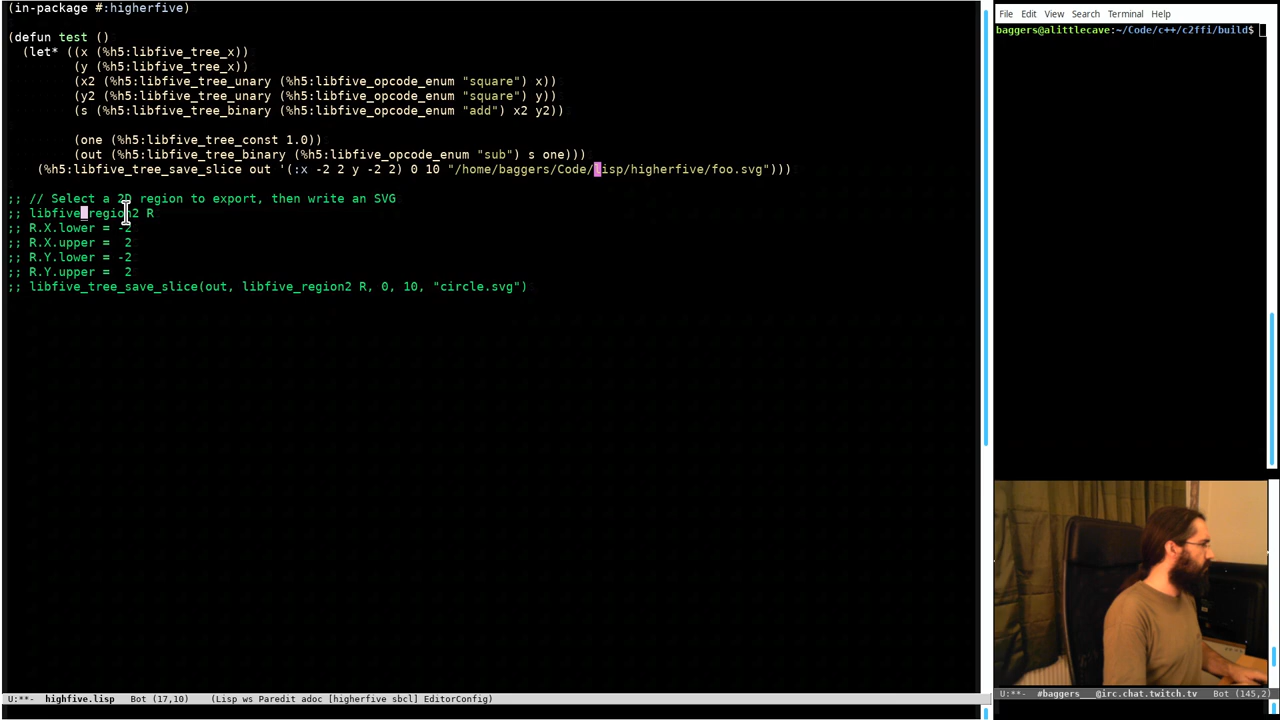 (in-package #:higherfive)
(defun test ()
(let* ((x (%h5:libfive_tree_x))
(y (%h5:libfive_tree_x))
(x2 (%h5:libfive_tree_unary (%h5:libfive_opcode_enum "square") x))
(y2 (%h5:libfive_tree_unary (%h5:libfive_opcode_enum "square") y))
(s (%h5:libfive_tree_binary (%h5:libfive_opcode_enum "add") x2 y2))
(one (%h5:libfive_tree_const 1.0))
(out (%h5:libfive_tree_binary (%h5:libfive_opcode_enum "sub") s one)))
(%h5:libfive_tree_save_slice out '(:x -2 2 y -2 2) 0 10 "/home/baggers/Code/lisp/higherfive/foo.svg")))
;; // Select a 2D region to export, then write an SVG
;; libfive_region2 R
;; R.X.lower = -2
;; R.X.upper =  2
;; R.Y.lower = -2
;; R.Y.upper =  2
;; libfive_tree_save_slice(out, libfive_region2 R, 0, 10, "circle.svg")
U:**-  highfive.lisp   Bot (17,10)    (Lisp ws Paredit adoc [higherfive sbcl] EditorConfig)
File Edit View Search Terminal Help
baggers@alittlecave:~/Code/c++/c2ffi/build$
U:**-  #baggers___@irc.chat.twitch.tv   Bot (145,2)